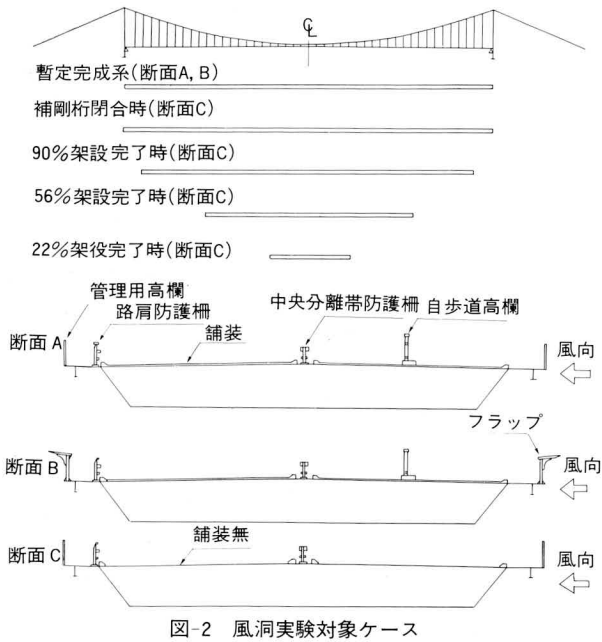 ℄
暫定完成系(断面A, B)
補剛桁閉合時(断面C)
90%架設完了時(断面C)
56%架設完了時(断面C)
22%架役完了時(断面C)
管理用高欄
路肩防護柵
舗装
中央分離帯防護柵
自歩道高欄
断面A
風向
フラップ
断面B
風向
舗装無
断面C
風向
図-2 風洞実験対象ケース